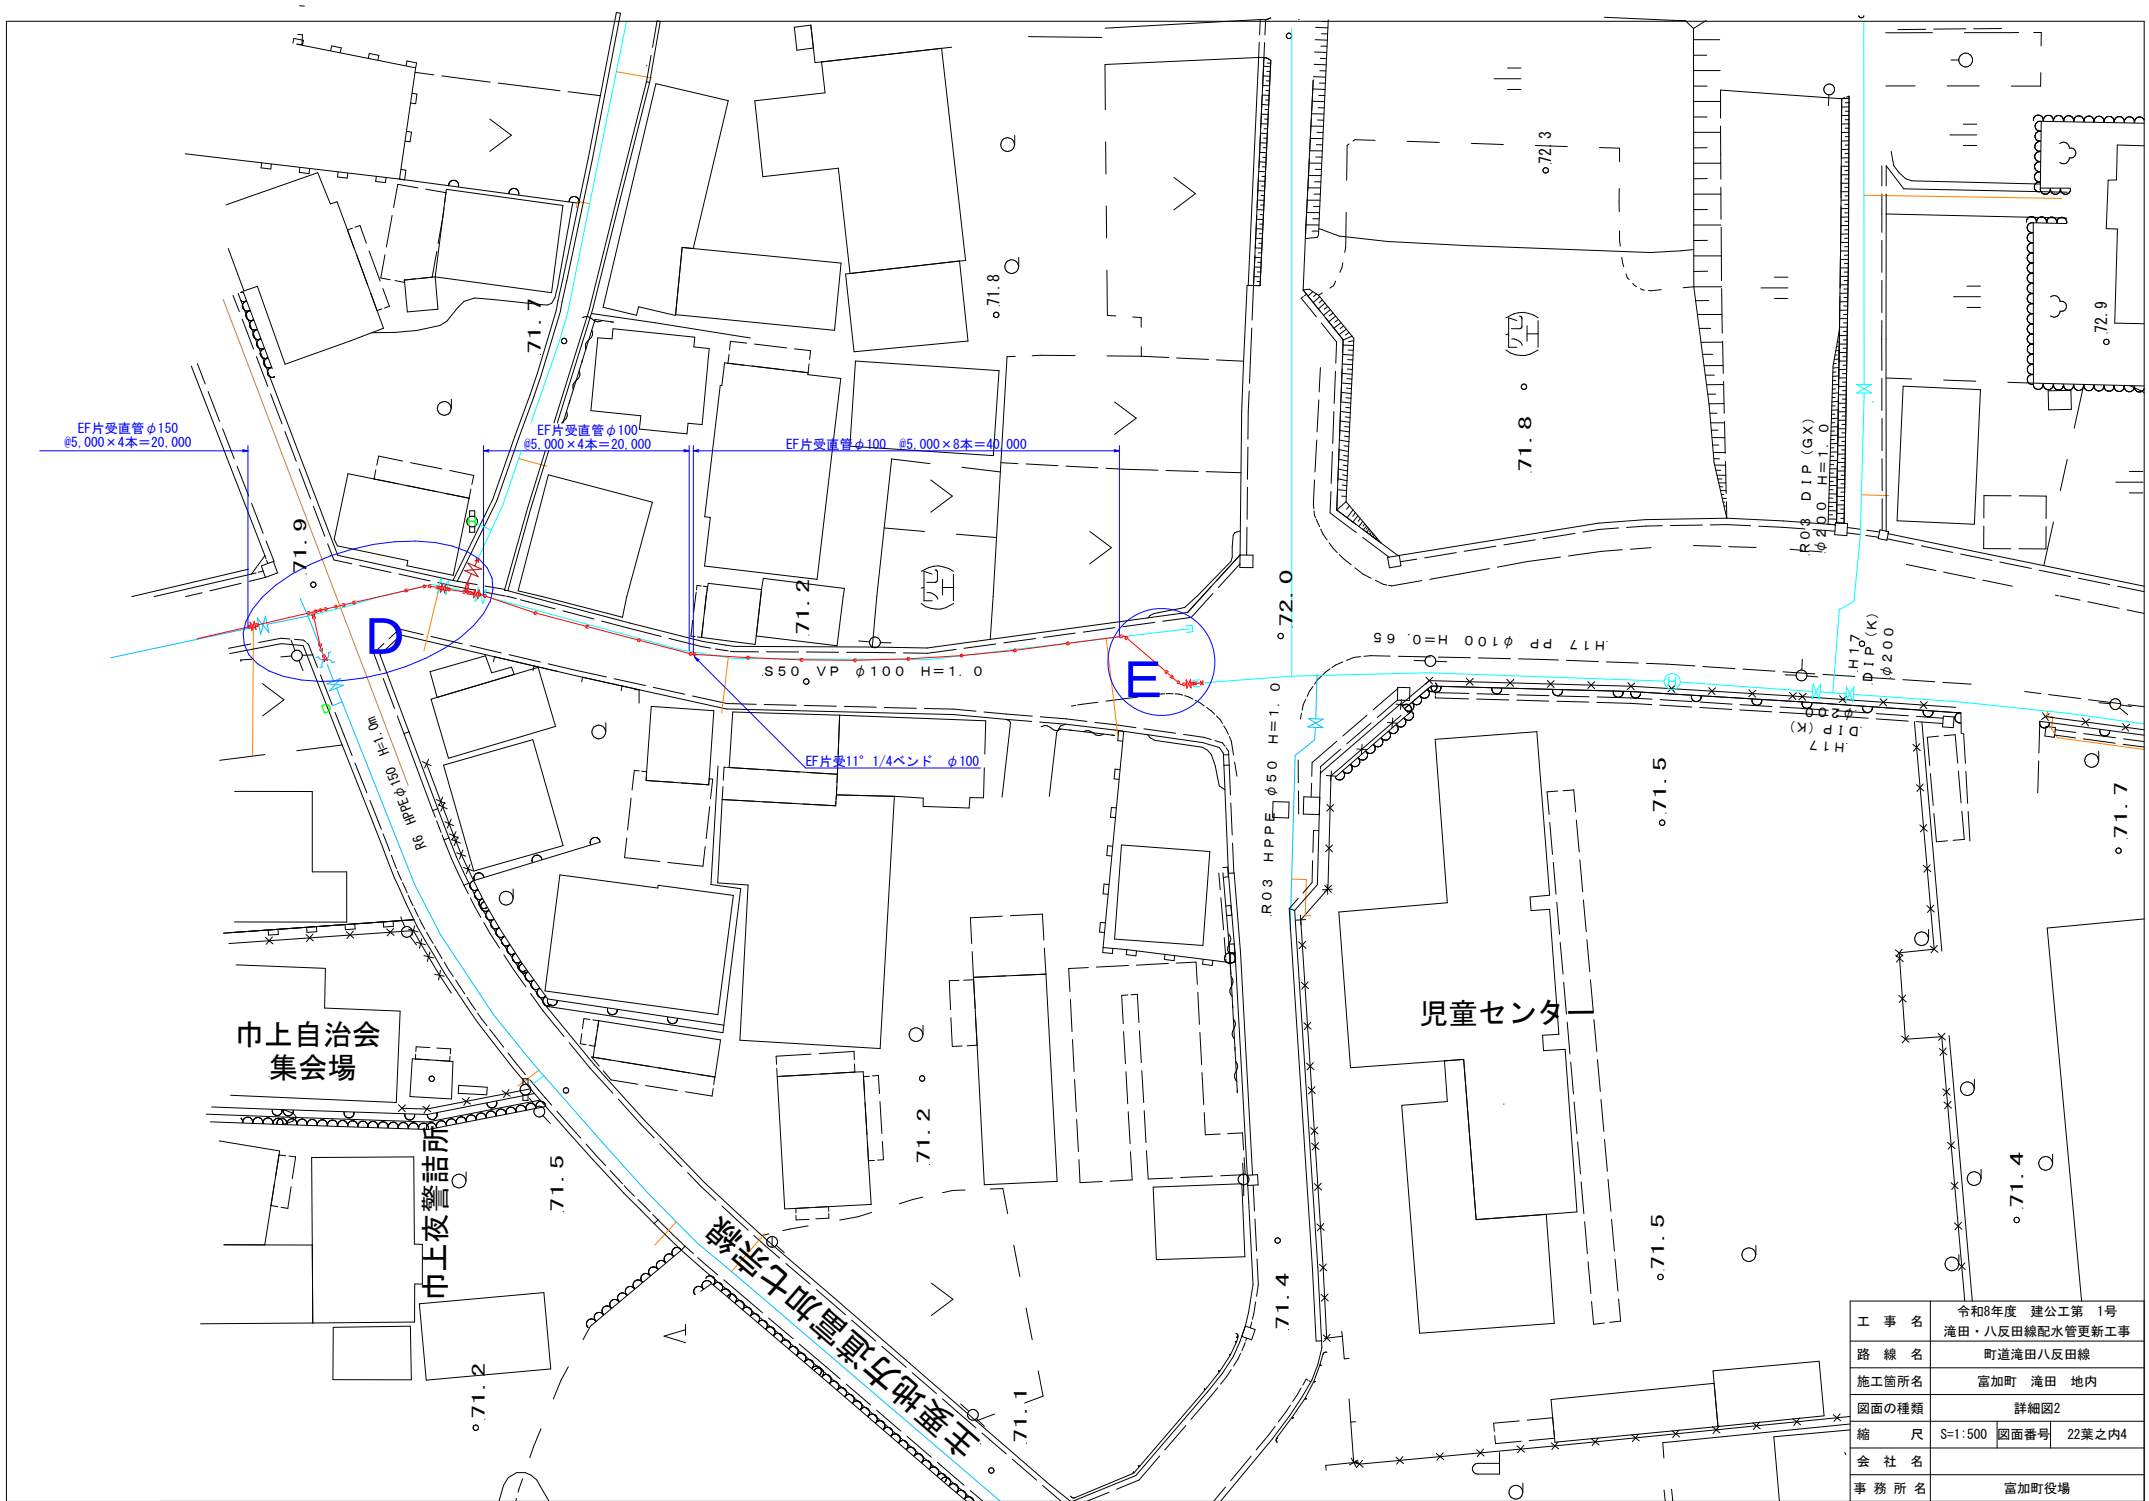 72.3
71.8
71.7
72.9
EF片受直管φ150
@5,000×4本=20,000
EF片受直管φ100
@5,000×4本=20,000
EF片受直管φ100 @5,000×8本=40,000
71.8
R03 DIP(GX)
φ200 H=1.0
71.9
(空)
(空)
71.2
72.0
D
E
S50 VP φ100 H=1.0
H17 PP φ100 H=0.65
H17
DIP(K)
φ200
H17
DIP(K)
φ200
H
R6 HPPEφ150 H=1.0m
EF片受11°1/4ベンド φ100
R03 HPPE φ50 H=1.0
71.5
71.7
児童センター
巾上自治会
集会場
巾上夜警詰所
71.5
71.2
71.4
71.5
71.4
主要地方道富加七宗線
71.2
71.1
工事名 令和8年度 建公工第 1号
滝田・八反田線配水管更新工事
路線名 町道滝田八反田線
施工箇所名 富加町 滝田 地内
図面の種類 詳細図2
縮尺 S=1:500 図面番号 22葉之内4
会社名
事務所名 富加町役場